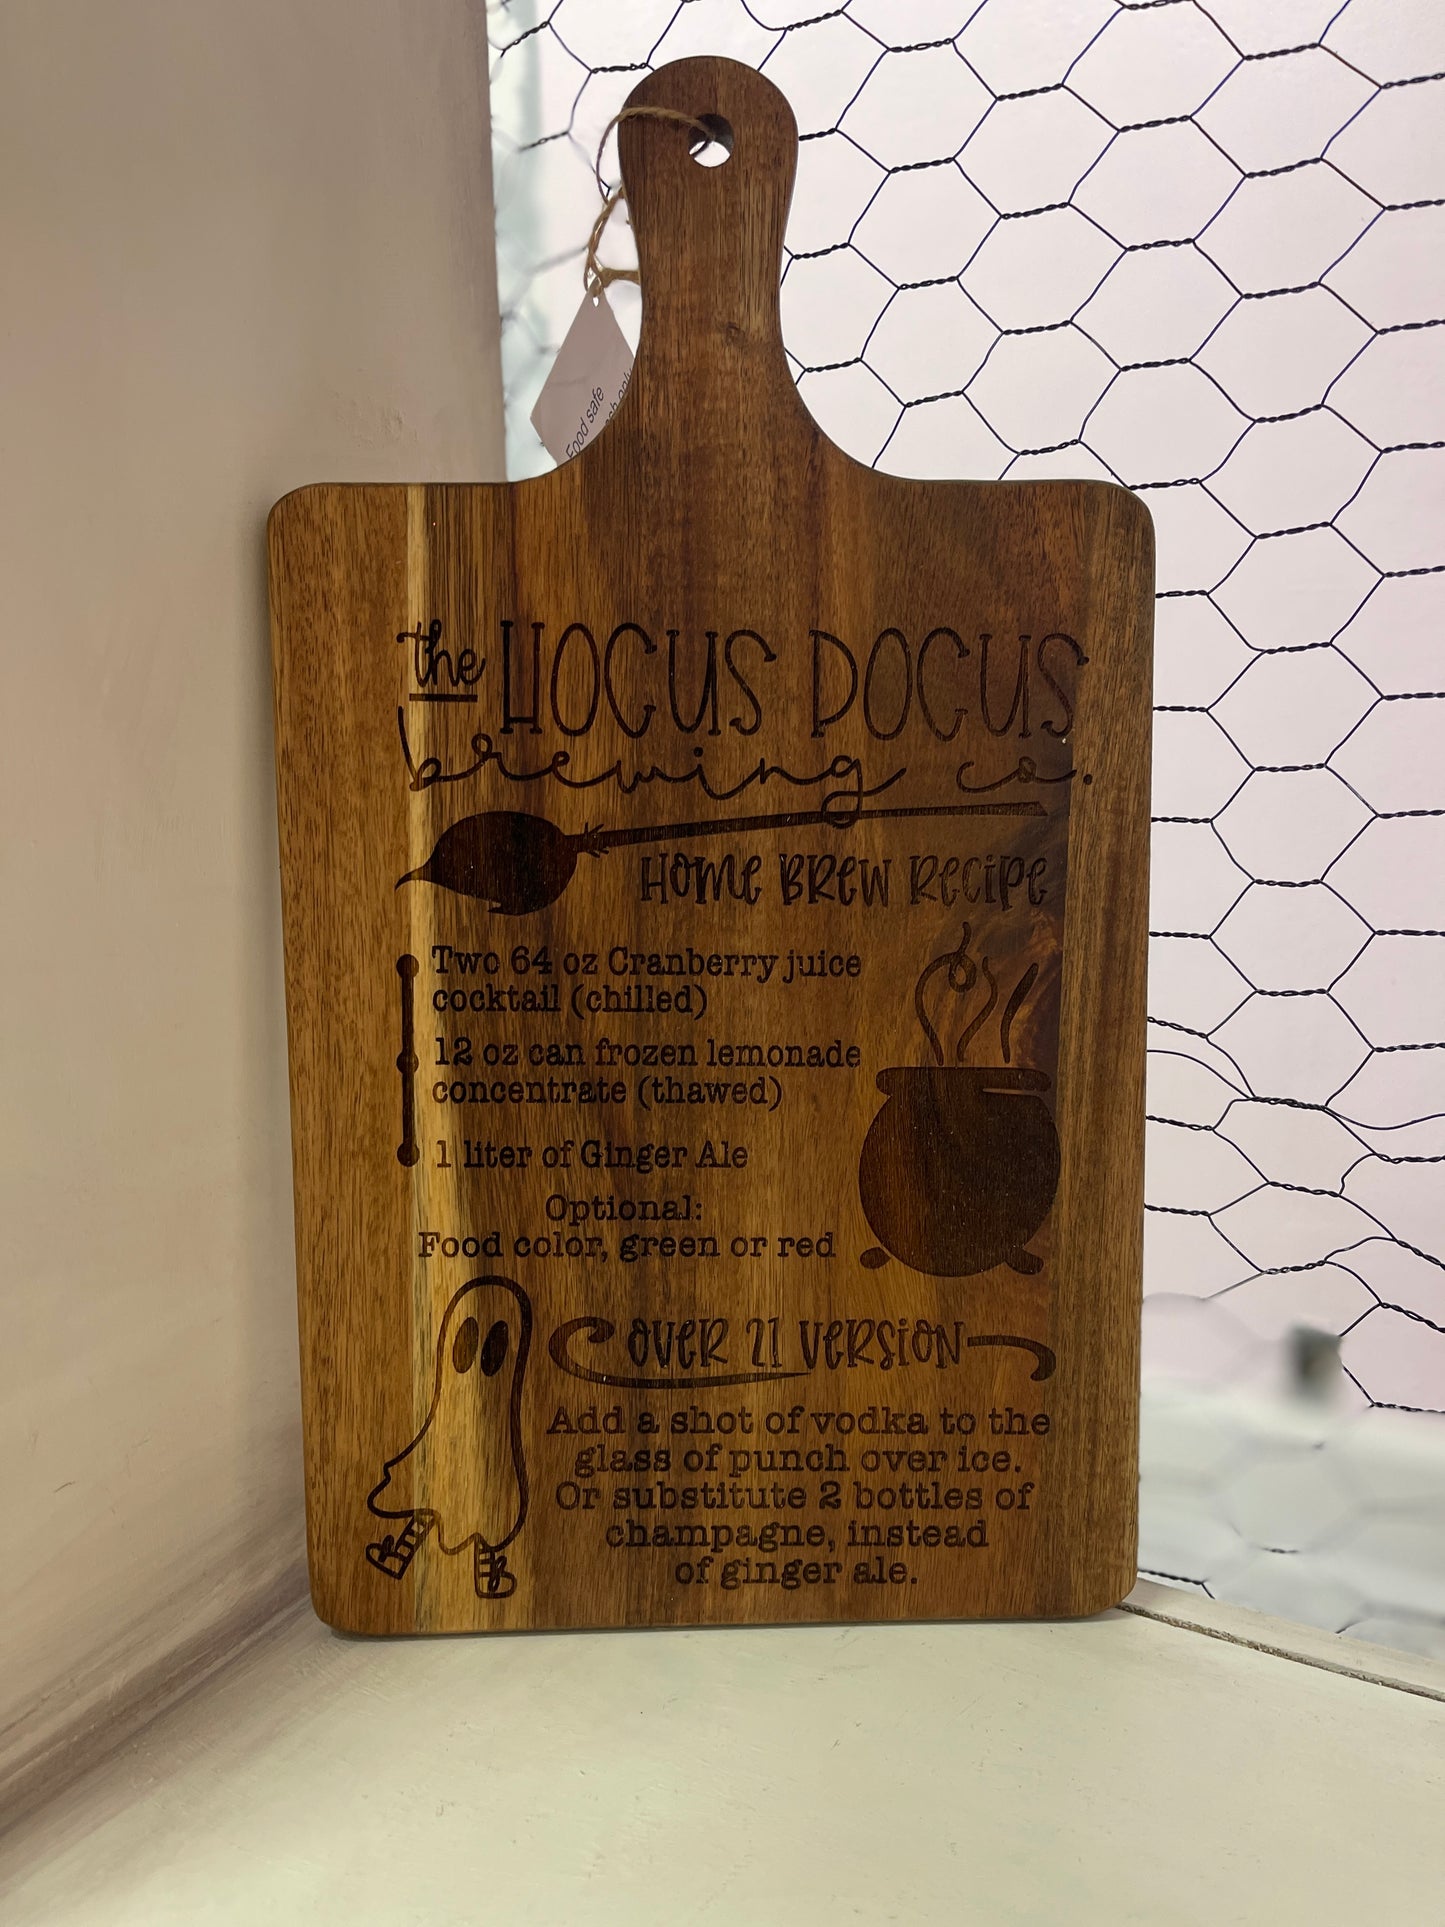 Food safe
only
the HOCUS POCUS
brewing co.
HOME BREW RECIPE
Two 64 oz Cranberry juice
cocktail (chilled)
12 oz can frozen lemonade
concentrate (thawed)
1 liter of Ginger Ale
Optional:
Food color, green or red
OVER 21 VERSION
Add a shot of vodka to the
glass of punch over ice.
Or substitute 2 bottles of
champagne, instead
of ginger ale.